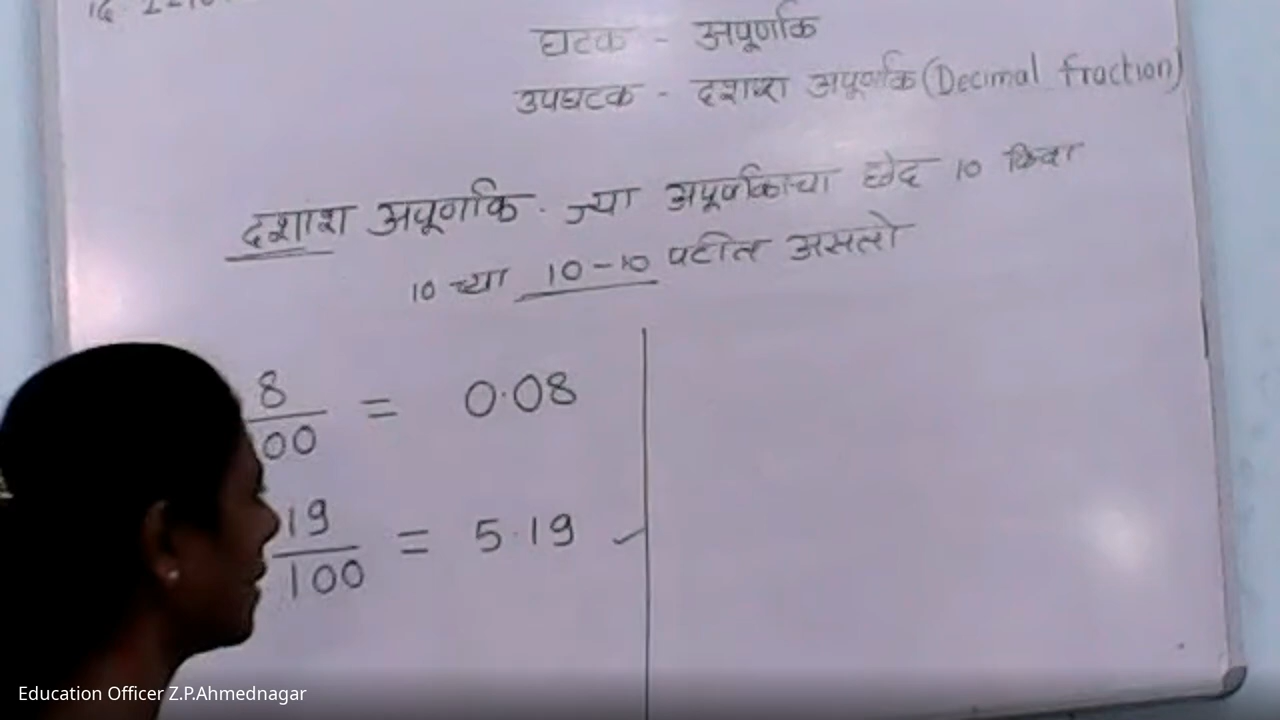 घटक - अपूर्णांक
उपघटक - दशांश अपूर्णांक (Decimal fraction)
दशांश अपूर्णांक. ज्या अपूर्णांकाचा छेद 10 किंवा
10 च्या 10-10 पटीत असतो
8/100 = 0.08
19/100 = 5.19
Education Officer Z.P.Ahmednagar